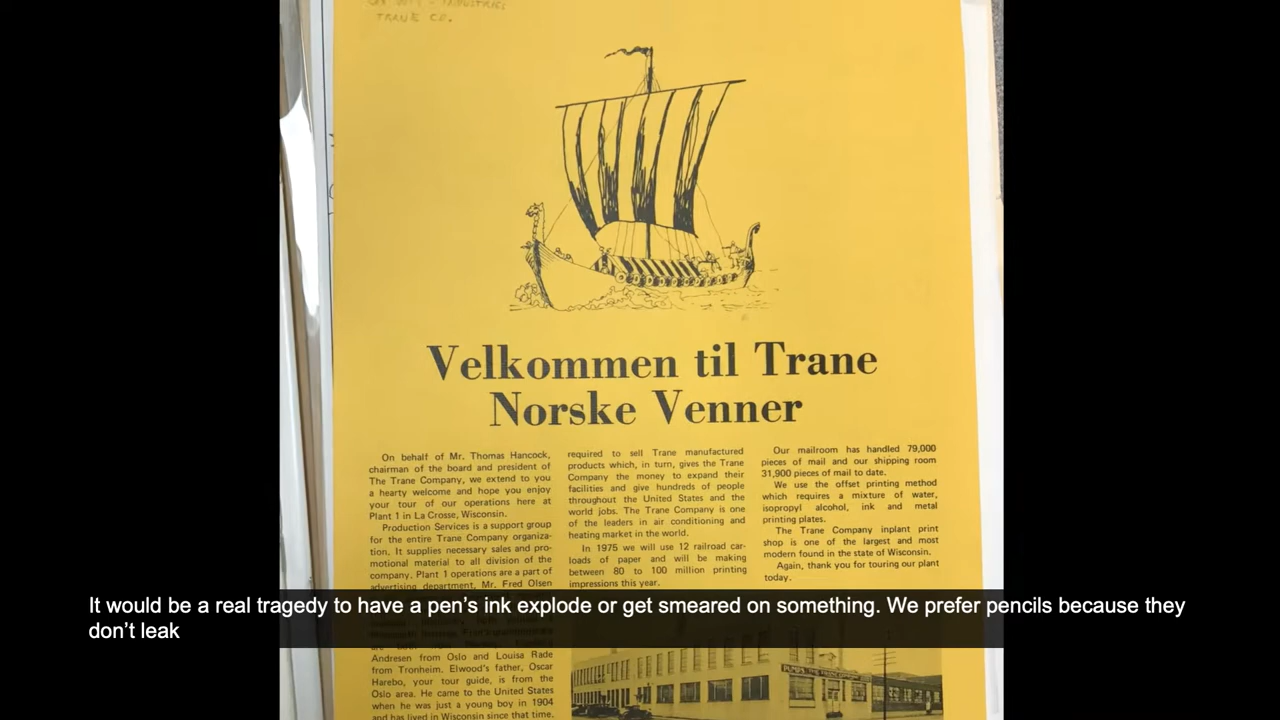 TRANE CO.
Velkommen til Trane
Norske Venner
On behalf of Mr. Thomas Hancock,
chairman of the board and president of
The Trane Company, we extend to you
a hearty welcome and hope you enjoy
your tour of our operations here at
Plant 1 in La Crosse, Wisconsin.
Production Services is a support group
for the entire Trane Company organiza-
tion. It supplies necessary sales and pro-
motional material to all division of the
company. Plant 1 operations are a part of
advertising department, Mr. Fred Olsen
Andresen from Oslo and Louisa Rade
from Tronheim. Elwood's father, Oscar
Harebo, your tour guide, is from the
Oslo area. He came to the United States
when he was just a young boy in 1904
and has lived in Wisconsin since that time.
required to sell Trane manufactured
products which, in turn, gives the Trane
Company the money to expand their
facilities and give hundreds of people
throughout the United States and the
world jobs. The Trane Company is one
of the leaders in air conditioning and
heating market in the world.
In 1975 we will use 12 railroad car-
loads of paper and will be making
between 80 to 100 million printing
impressions this year.
Our mailroom has handled 79,000
pieces of mail and our shipping room
31,900 pieces of mail to date.
We use the offset printing method
which requires a mixture of water,
isopropyl alcohol, ink and metal
printing plates.
The Trane Company inplant print
shop is one of the largest and most
modern found in the state of Wisconsin.
Again, thank you for touring our plant
today.
It would be a real tragedy to have a pen's ink explode or get smeared on something. We prefer pencils because they
don't leak